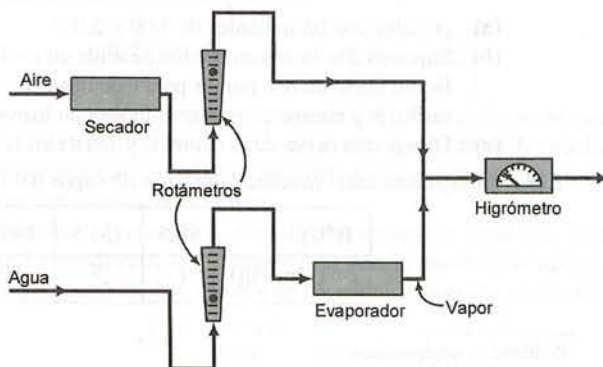 Aire
Secador
Rotámetros
Higrómetro
Agua
Evaporador
Vapor